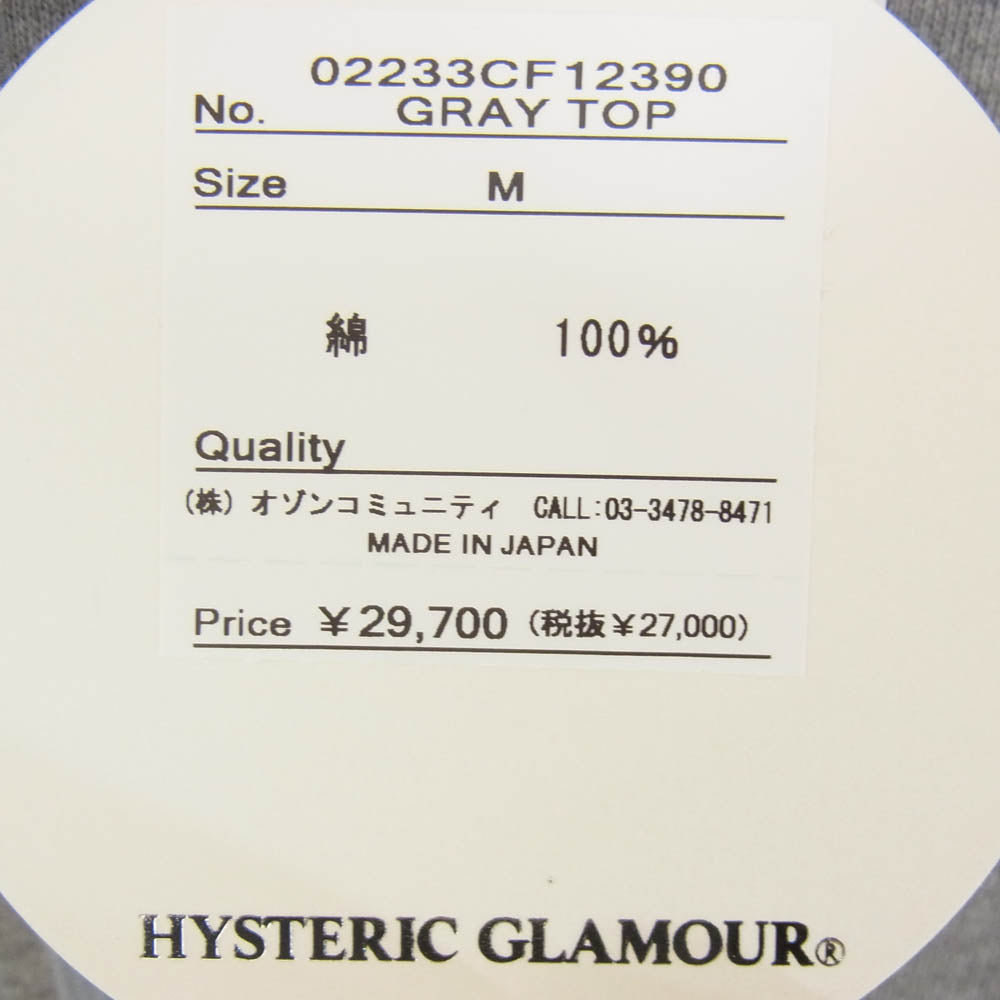 02233CF12390
No. GRAY TOP
Size M
綿 100%
Quality
(株) オゾンコミュニティ CALL:03-3478-8471
MADE IN JAPAN
Price ¥29,700 (税抜¥27,000)
HYSTERIC GLAMOUR®